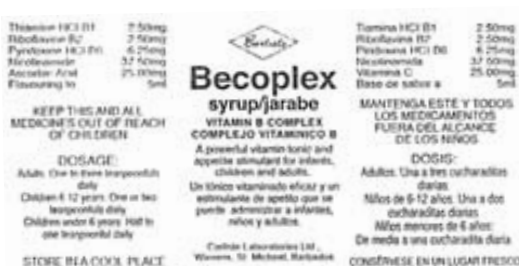 Thiamine HCl B1 2.50mg
Riboflavine B2 2.50mg
Pyridoxine HCl B6 6.25mg
Nicotinamide 37.50mg
Ascorbic Acid 25.00mg
Flavouring to 5ml
KEEP THIS AND ALL
MEDICINES OUT OF REACH
OF CHILDREN
DOSAGE:
Adults: One to three teaspoonfuls
daily
Children 6-12 years: One or two
teaspoonfuls daily
Children under 6 years: Half to
one teaspoonful daily
STORE IN A COOL PLACE
Carlisle
Becoplex
syrup/jarabe
VITAMIN B COMPLEX
COMPLEJO VITAMINICO B
A powerful vitamin tonic and
appetite stimulant for infants,
children and adults.
Un tónico vitaminado eficaz y un
estimulante de apetito que se
puede administrar a infantes,
niños y adultos.
Carlisle Laboratories Ltd.,
St. Michael, Barbados
Tiamina HCl B1 2.50mg
Riboflavina B2 2.50mg
Piridoxina HCl B6 6.25mg
Nicotinamida 37.50mg
Vitamina C 25.00mg
Base de sabor a 5ml
MANTENGA ESTE Y TODOS
LOS MEDICAMENTOS
FUERA DEL ALCANCE
DE LOS NIÑOS
DOSIS:
Adultos: Una a tres cucharaditas
diarias
Niños de 6-12 años: Una a dos
cucharaditas diarias
Niños menores de 6 años:
De media a una cucharadita diaria
CONSÉRVESE EN UN LUGAR FRESCO